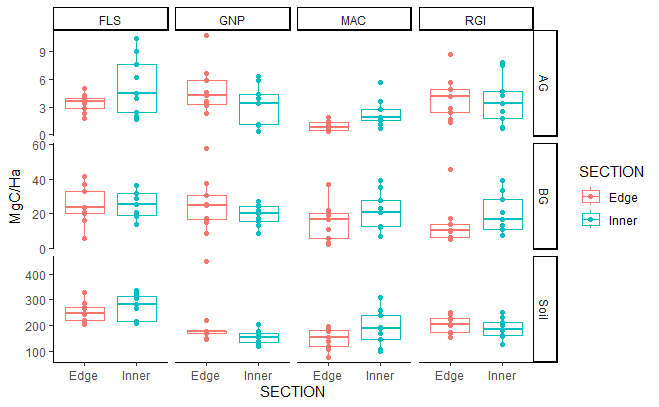 FLS GNP MAC RGI
9
6
3
0
AG
60
40
20
0
BG
400
300
200
100
Soil
MgC/Ha
Edge Inner Edge Inner Edge Inner Edge Inner
SECTION
SECTION
Edge
Inner